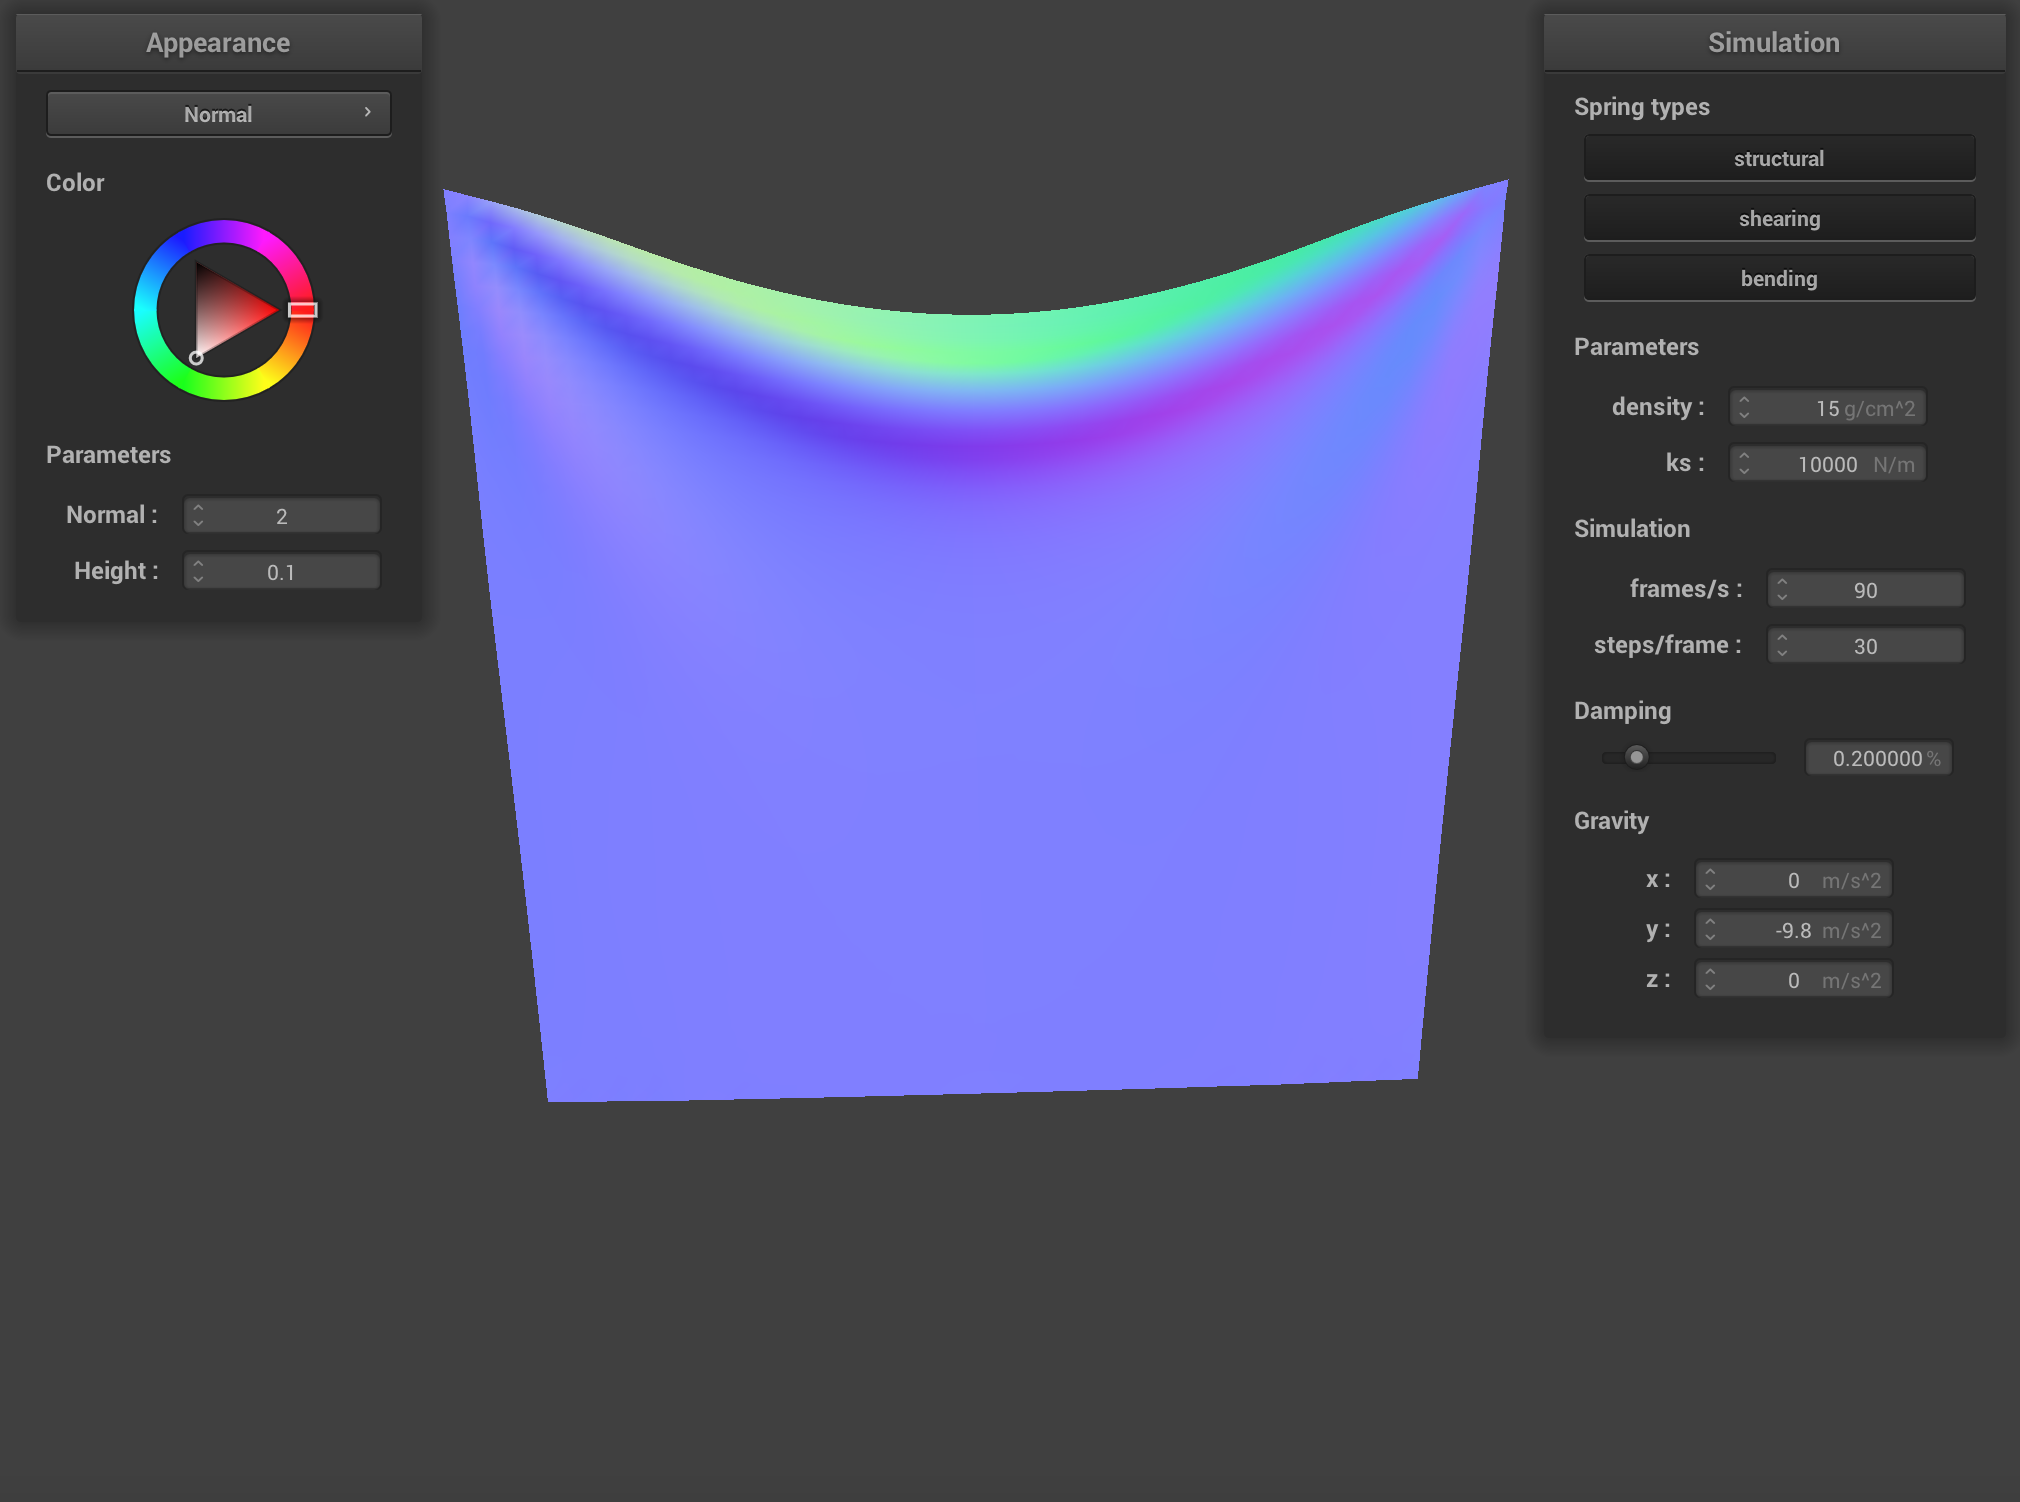 Appearance
Normal
Color
Parameters
Normal : 2
Height : 0.1
Simulation
Spring types
structural
shearing
bending
Parameters
density : 15 g/cm^2
ks : 10000 N/m
Simulation
frames/s : 90
steps/frame : 30
Damping
0.200000 %
Gravity
x : 0 m/s^2
y : -9.8 m/s^2
z : 0 m/s^2